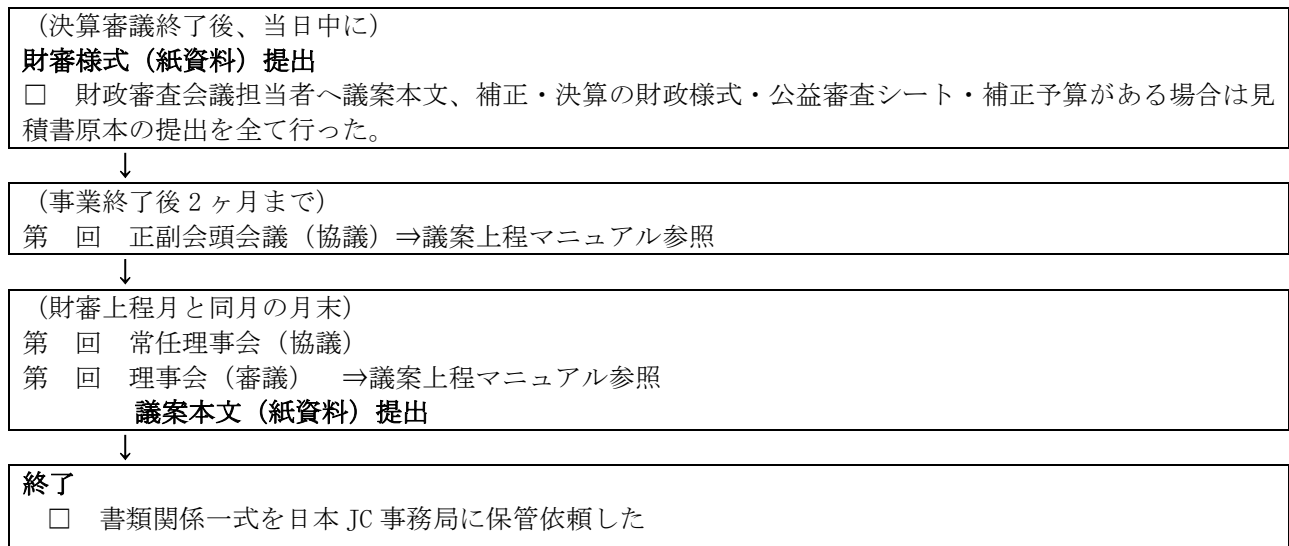 （決算審議終了後、当日中に）
財審様式（紙資料）提出
□　財政審査会議担当者へ議案本文、補正・決算の財政様式・公益審査シート・補正予算がある場合は見
積書原本の提出を全て行った。
↓
（事業終了後 2 ヶ月まで）
第　回　正副会頭会議（協議）⇒議案上程マニュアル参照
↓
（財審上程月と同月の月末）
第　回　常任理事会（協議）
第　回　理事会（審議）　⇒議案上程マニュアル参照
議案本文（紙資料）提出
↓
終了
□　書類関係一式を日本 JC 事務局に保管依頼した